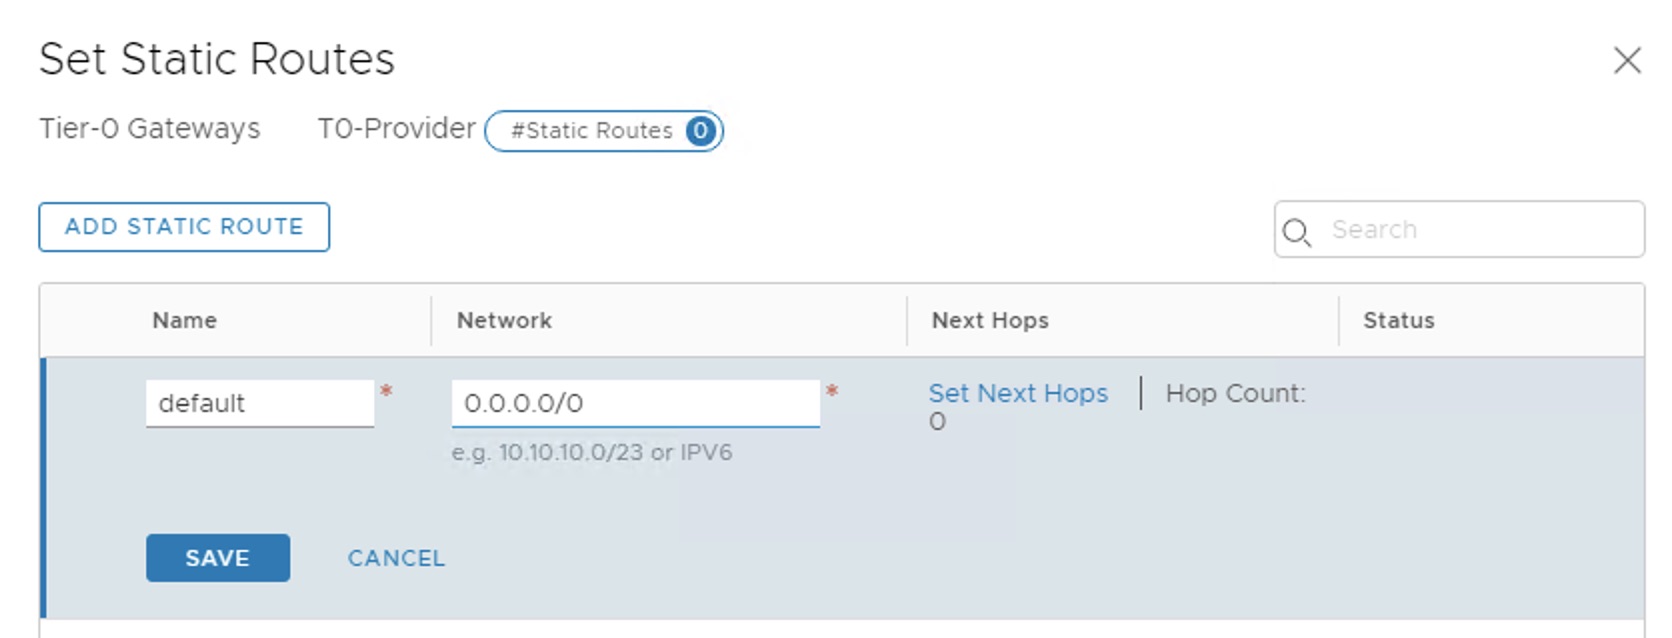 Set Static Routes
Tier-0 Gateways T0-Provider #Static Routes 0
ADD STATIC ROUTE Search
Name Network Next Hops Status
default * 0.0.0.0/0 * Set Next Hops | Hop Count:
0
e.g. 10.10.10.0/23 or IPV6
SAVE CANCEL